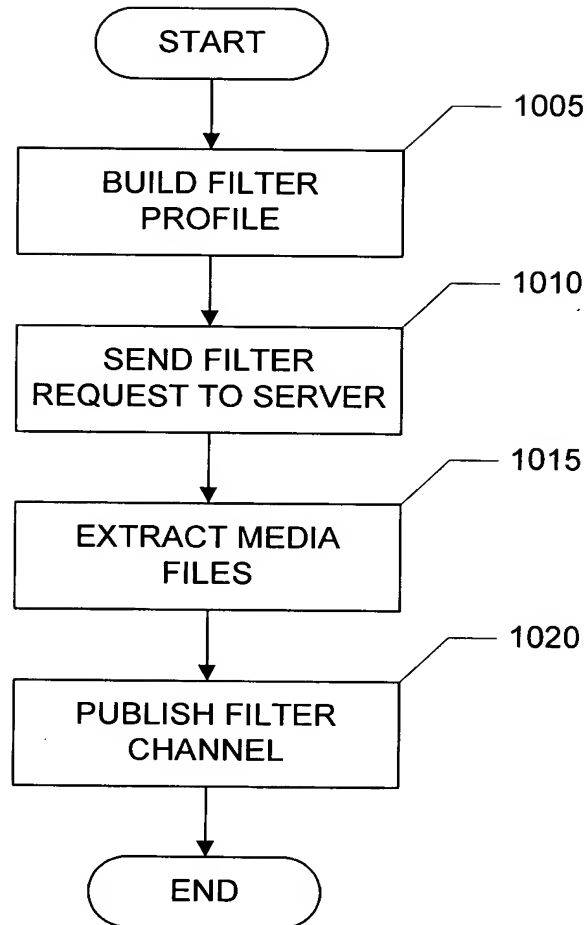 START
1005
BUILD FILTER
PROFILE
1010
SEND FILTER
REQUEST TO SERVER
1015
EXTRACT MEDIA
FILES
1020
PUBLISH FILTER
CHANNEL
END